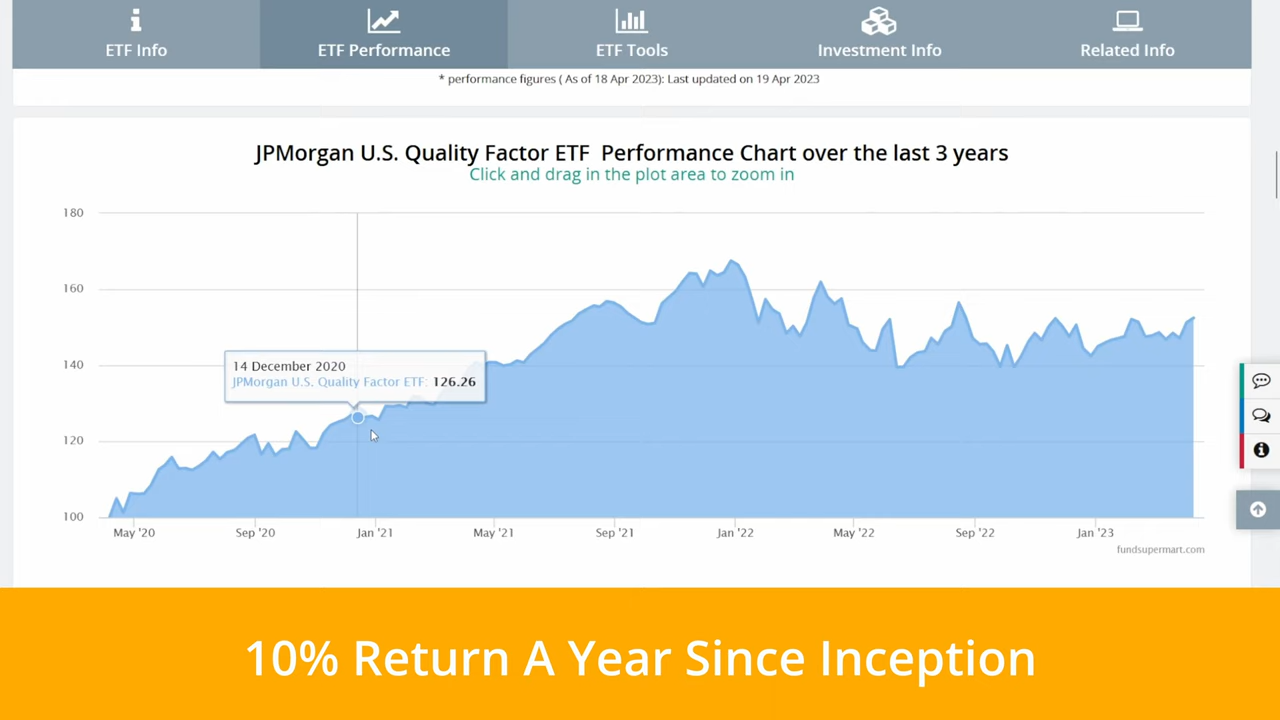 ETF Info
ETF Performance
ETF Tools
Investment Info
Related Info
* performance figures ( As of 18 Apr 2023): Last updated on 19 Apr 2023
JPMorgan U.S. Quality Factor ETF Performance Chart over the last 3 years
Click and drag in the plot area to zoom in
180
160
140
120
100
14 December 2020
JPMorgan U.S. Quality Factor ETF: 126.26
May '20
Sep '20
Jan '21
May '21
Sep '21
Jan '22
May '22
Sep '22
Jan '23
fundsupermart.com
10% Return A Year Since Inception